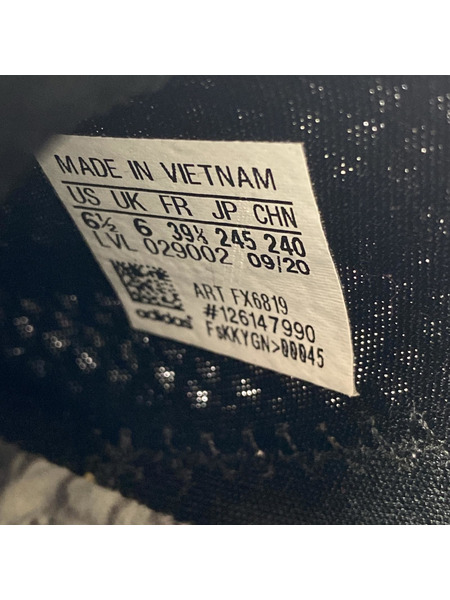 MADE IN VIETNAM
US UK FR JP CHN
6½ 6 39⅓ 245 240
LVL 029002 09/20
ART FX6819
#126147990
adidas FsKKYGN>00045